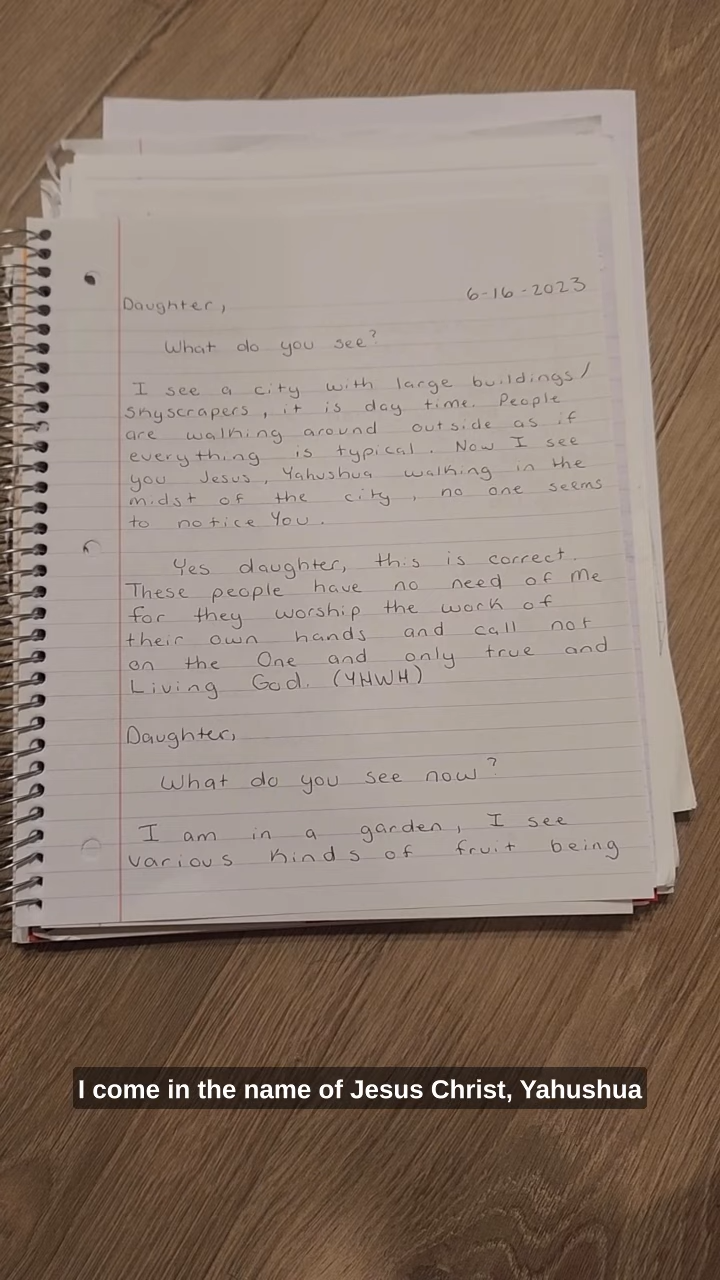 6-16-2023
Daughter,
What do you see?
I see a city with large buildings/
skyscrapers, it is day time. People
are walking around outside as if
everything is typical. Now I see
you Jesus, Yahushua walking in the
midst of the city, no one seems
to notice You.
Yes daughter, this is correct.
These people have no need of Me
for they worship the work of
their own hands and call not
on the One and only true and
Living God. (YHWH)
Daughter,
What do you see now?
I am in a garden, I see
various kinds of fruit being
I come in the name of Jesus Christ, Yahushua